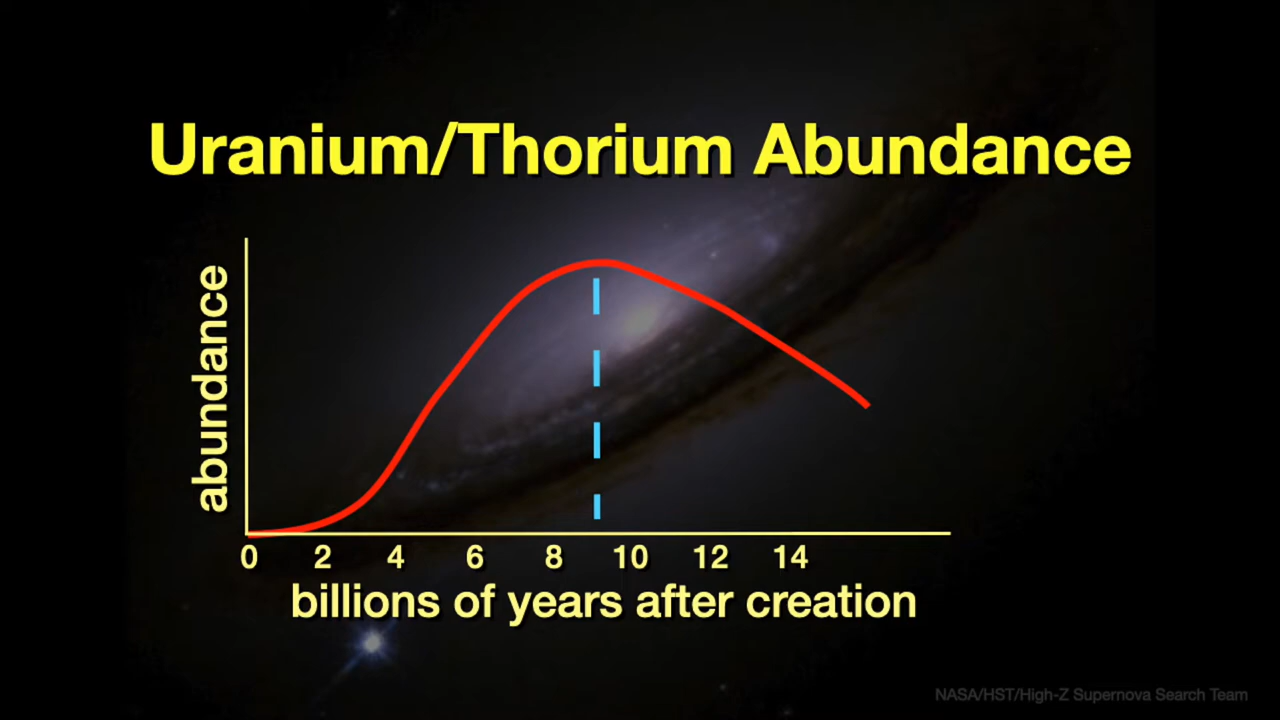 Uranium/Thorium Abundance
abundance
0 2 4 6 8 10 12 14
billions of years after creation
NASA/HST/High-Z Supernova Search Team